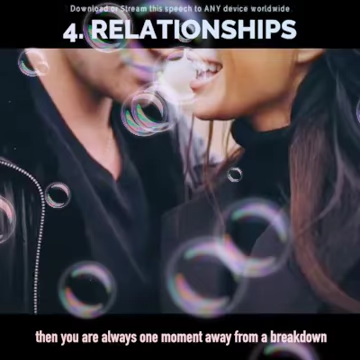 Download or Stream this speech to ANY device worldwide
4. RELATIONSHIPS
then you are always one moment away from a breakdown